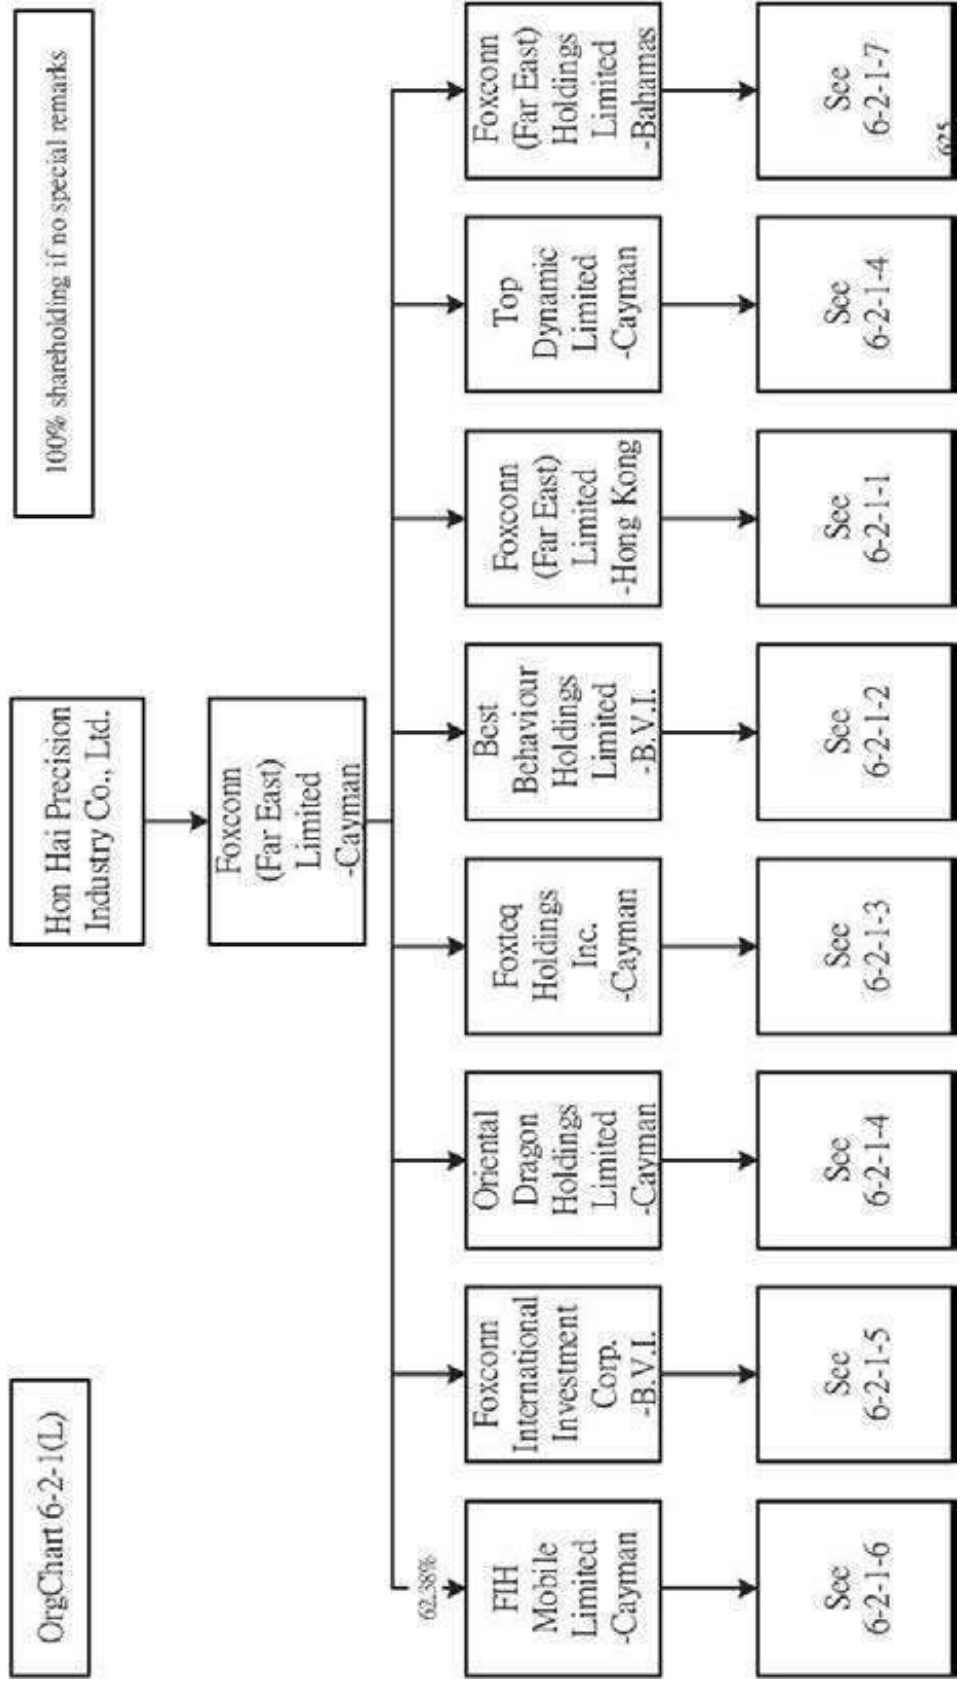 OrgChart 6-2-1(L)
100% shareholding if no special remarks
Hon Hai Precision
Industry Co., Ltd.
Foxconn
(Far East)
Limited
-Cayman
62.38%
FIH
Mobile
Limited
-Cayman
Foxconn
International
Investment
Corp.
-B.V.I.
Oriental
Dragon
Holdings
Limited
-Cayman
Foxteq
Holdings
Inc.
-Cayman
Best
Behaviour
Holdings
Limited
-B.V.I.
Foxconn
(Far East)
Limited
-Hong Kong
Top
Dynamic
Limited
-Cayman
Foxconn
(Far East)
Holdings
Limited
-Bahamas
See
6-2-1-6
See
6-2-1-5
See
6-2-1-4
See
6-2-1-3
See
6-2-1-2
See
6-2-1-1
See
6-2-1-4
See
6-2-1-7
625